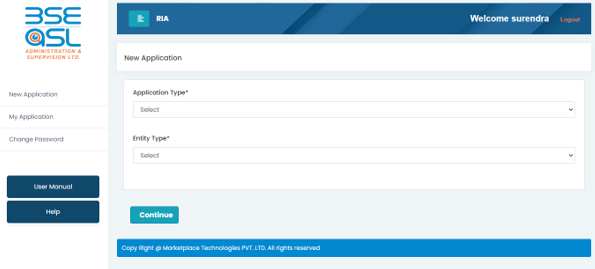 BSE
ASL
ADMINISTRATION &
SUPERVISION LTD.
New Application
My Application
Change Password
User Manual
Help
RIA
Welcome surendra Logout
New Application
Application Type*
Select
Entity Type*
Select
Continue
Copy Right @ Marketplace Technologies PVT. LTD. All rights reserved